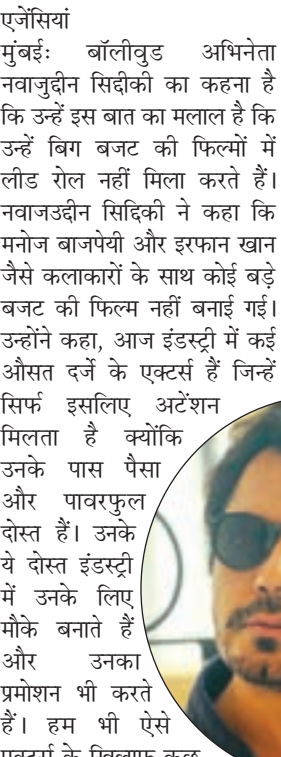 एजेंसियां
मुंबईः बॉलीवुड अभिनेता
नवाजुद्दीन सिद्दीकी का कहना है
कि उन्हें इस बात का मलाल है कि
उन्हें बिग बजट की फिल्मों में
लीड रोल नहीं मिला करते हैं।
नवाजउद्दीन सिद्दिकी ने कहा कि
मनोज बाजपेयी और इरफान खान
जैसे कलाकारों के साथ कोई बड़े
बजट की फिल्म नहीं बनाई गई।
उन्होंने कहा, आज इंडस्ट्री में कई
औसत दर्जे के एक्टर्स हैं जिन्हें
सिर्फ इसलिए अटेंशन
मिलता है क्योंकि
उनके पास पैसा
और पावरफुल
दोस्त हैं। उनके
ये दोस्त इंडस्ट्री
में उनके लिए
मौके बनाते हैं
और उनका
प्रमोशन भी करते
हैं। हम भी ऐसे